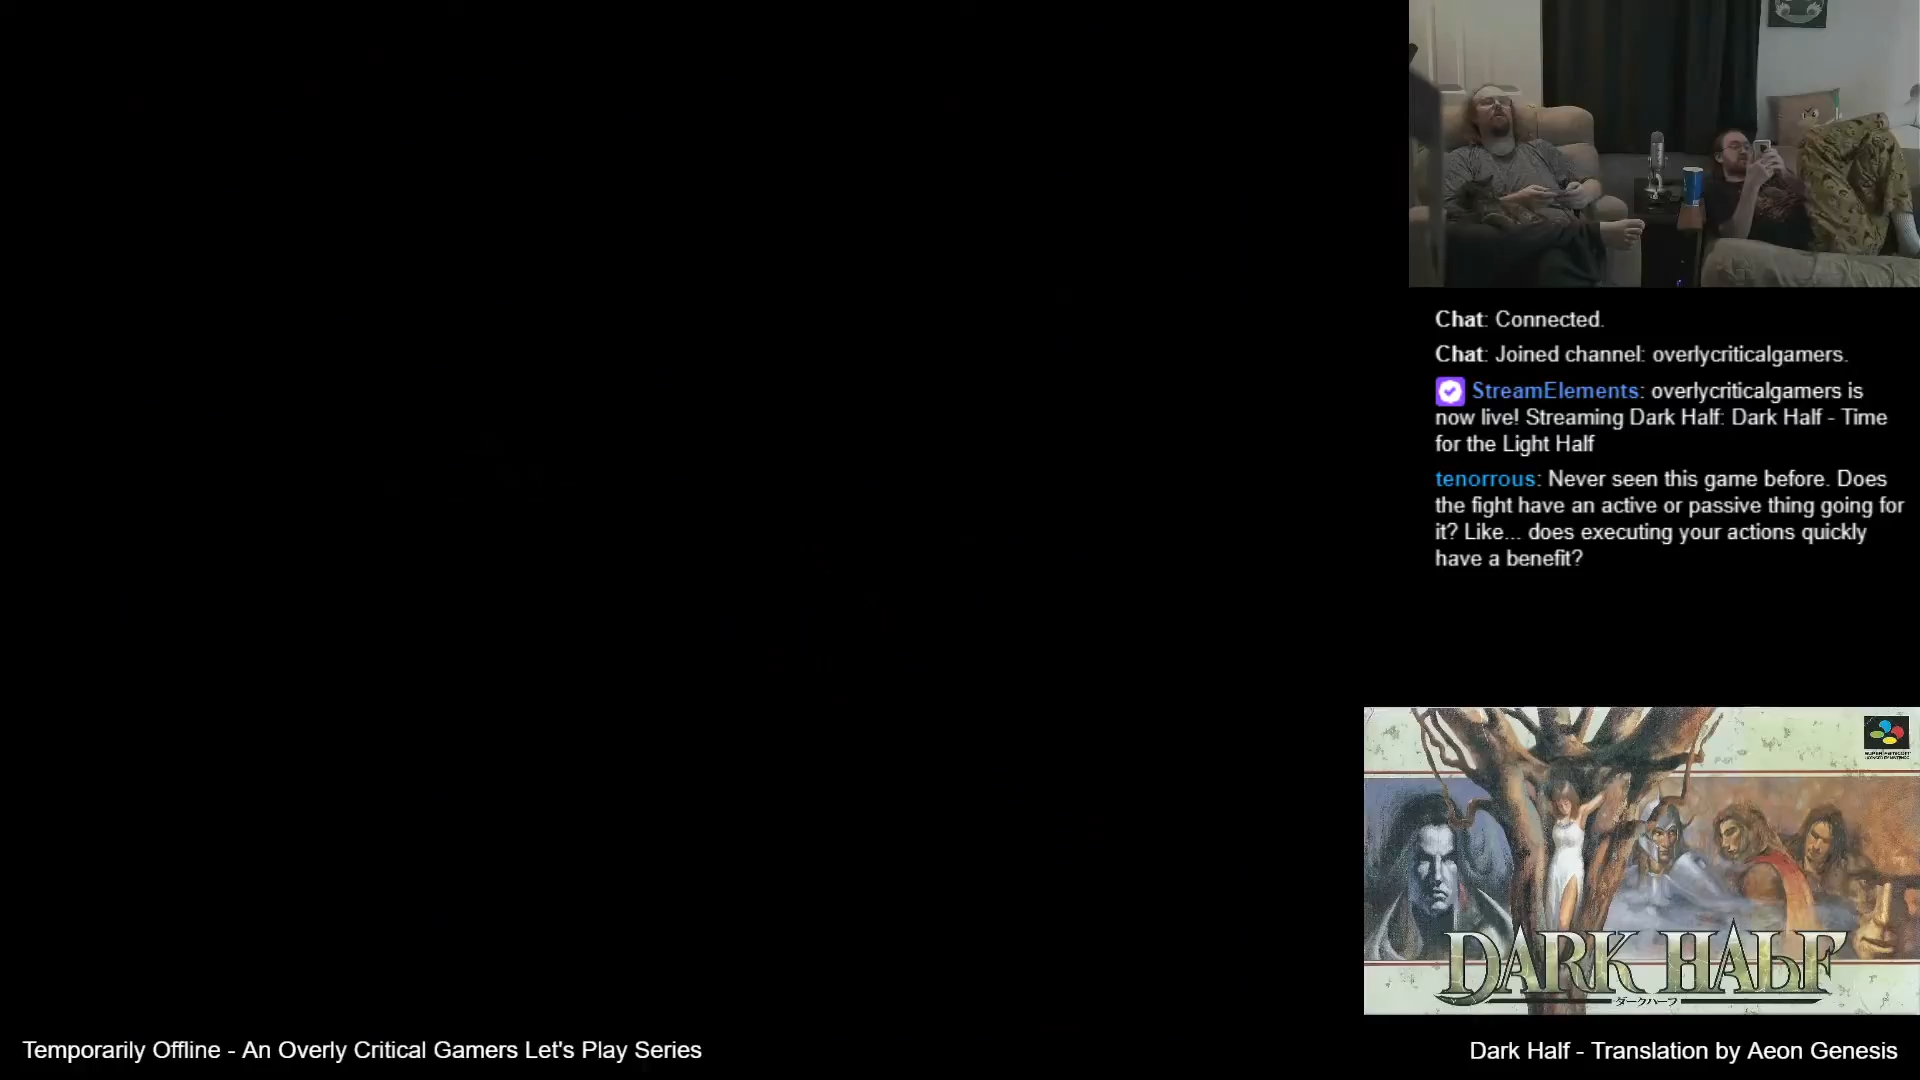 Chat: Connected.
Chat: Joined channel: overlycriticalgamers.
StreamElements: overlycriticalgamers is
now live! Streaming Dark Half: Dark Half - Time
for the Light Half
tenorrous: Never seen this game before. Does
the fight have an active or passive thing going for
it? Like... does executing your actions quickly
have a benefit?
SUPER FAMICOM
DARK HALF
ダークハーフ
Temporarily Offline - An Overly Critical Gamers Let's Play Series
Dark Half - Translation by Aeon Genesis